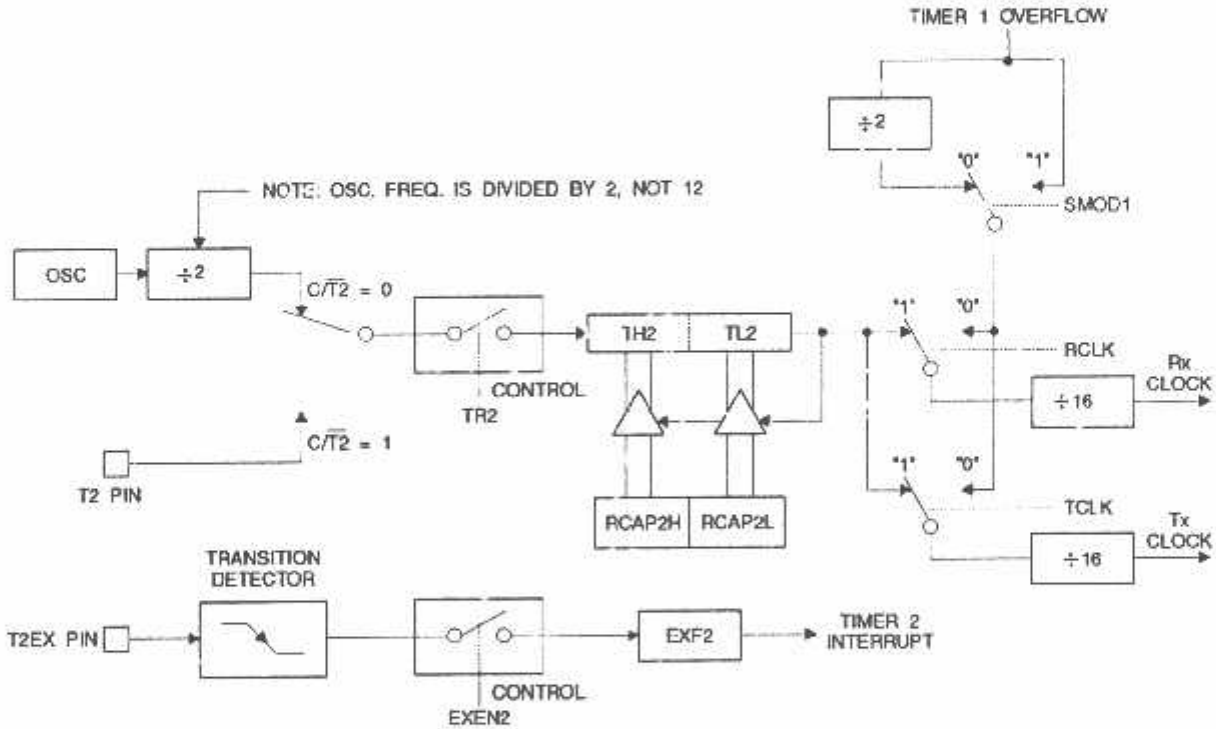 TIMER 1 OVERFLOW
÷2
"0" "1"
NOTE: OSC. FREQ. IS DIVIDED BY 2, NOT 12
SMOD1
OSC
÷2
C/T2̅ = 0
"1" "0"
TH2 TL2
RCLK
Rx
CLOCK
CONTROL
÷16
TR2
C/T2̅ = 1
"1" "0"
T2 PIN
RCAP2H RCAP2L
TCLK
Tx
CLOCK
TRANSITION
DETECTOR
÷16
T2EX PIN
EXF2
TIMER 2
INTERRUPT
CONTROL
EXEN2